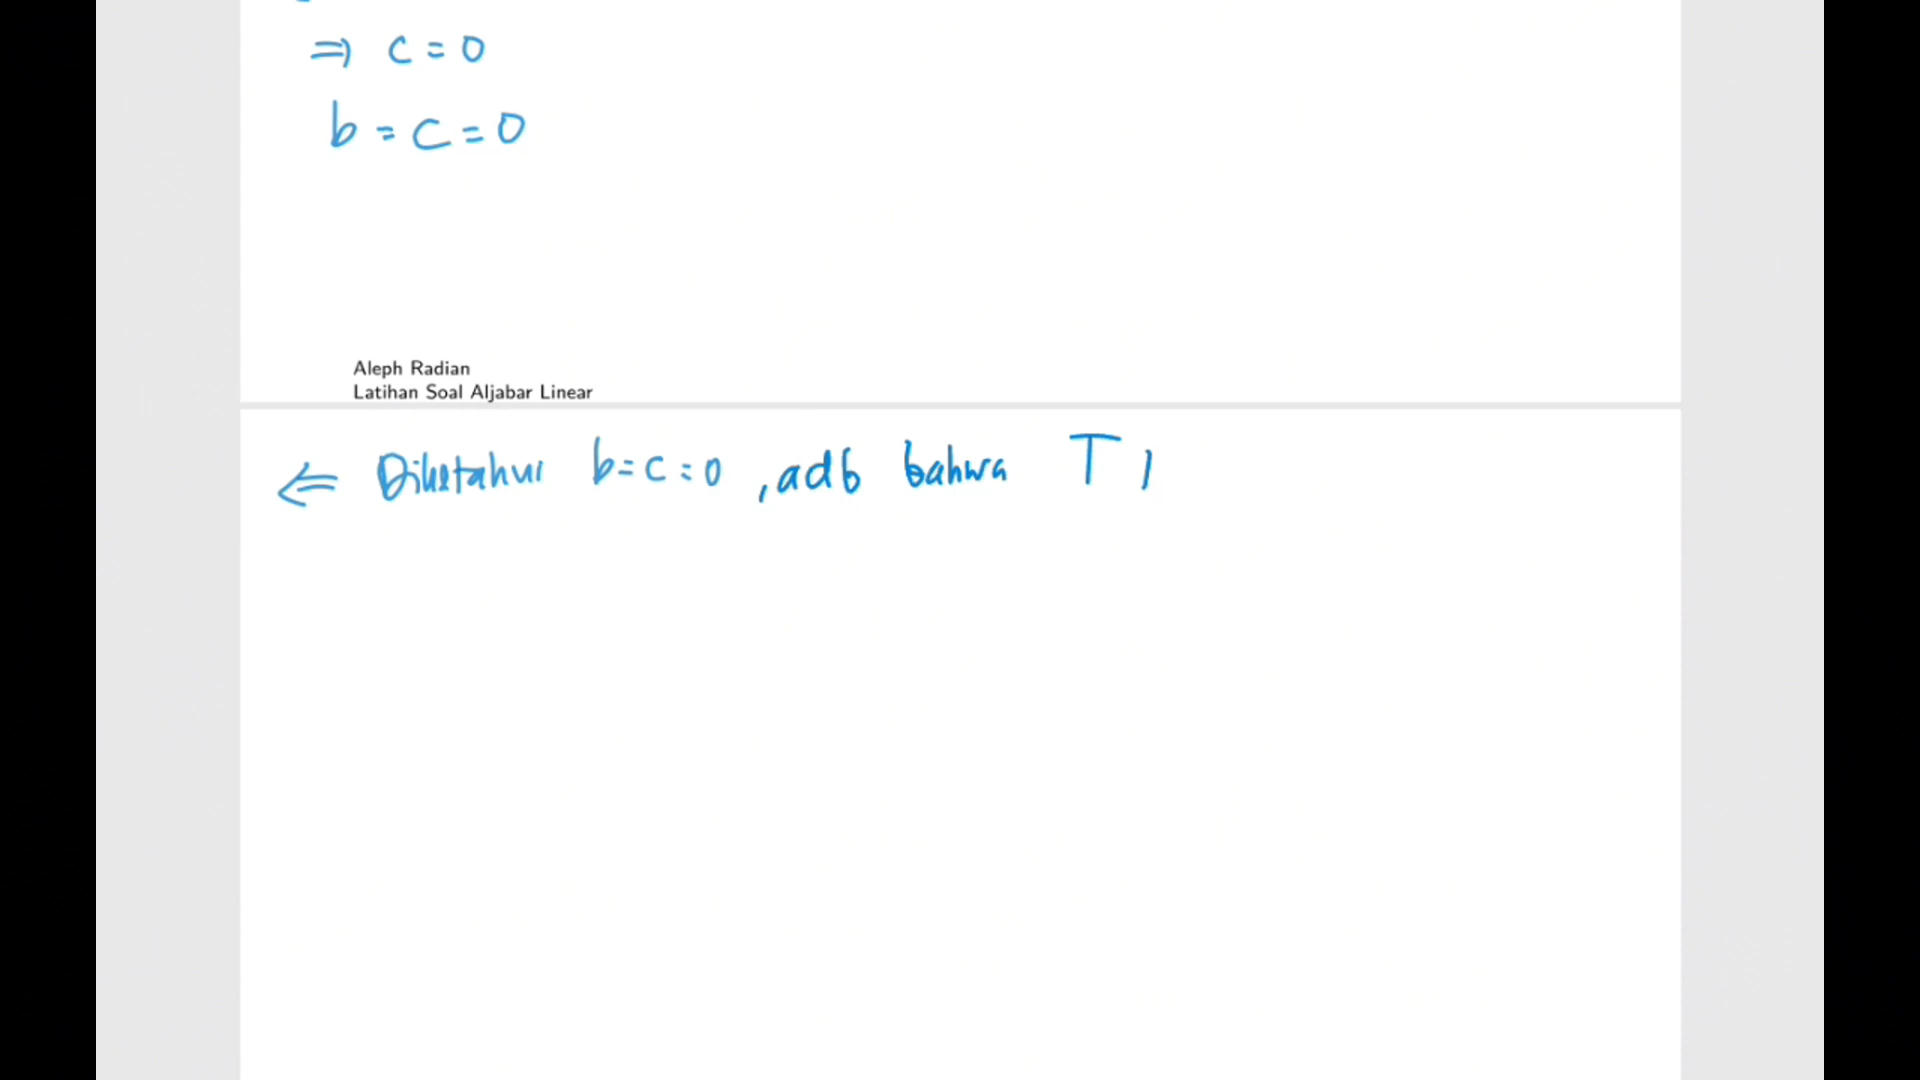 ⇒ c = 0
b = c = 0
Aleph Radian
Latihan Soal Aljabar Linear
⇐ Diketahui b = c = 0 , adb bahwa T